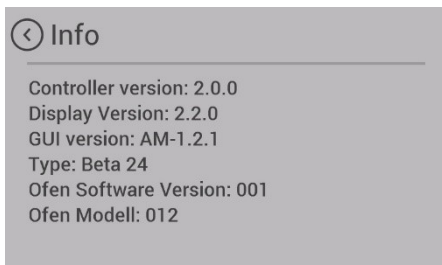 Info
Controller version: 2.0.0
Display Version: 2.2.0
GUI version: AM-1.2.1
Type: Beta 24
Ofen Software Version: 001
Ofen Modell: 012